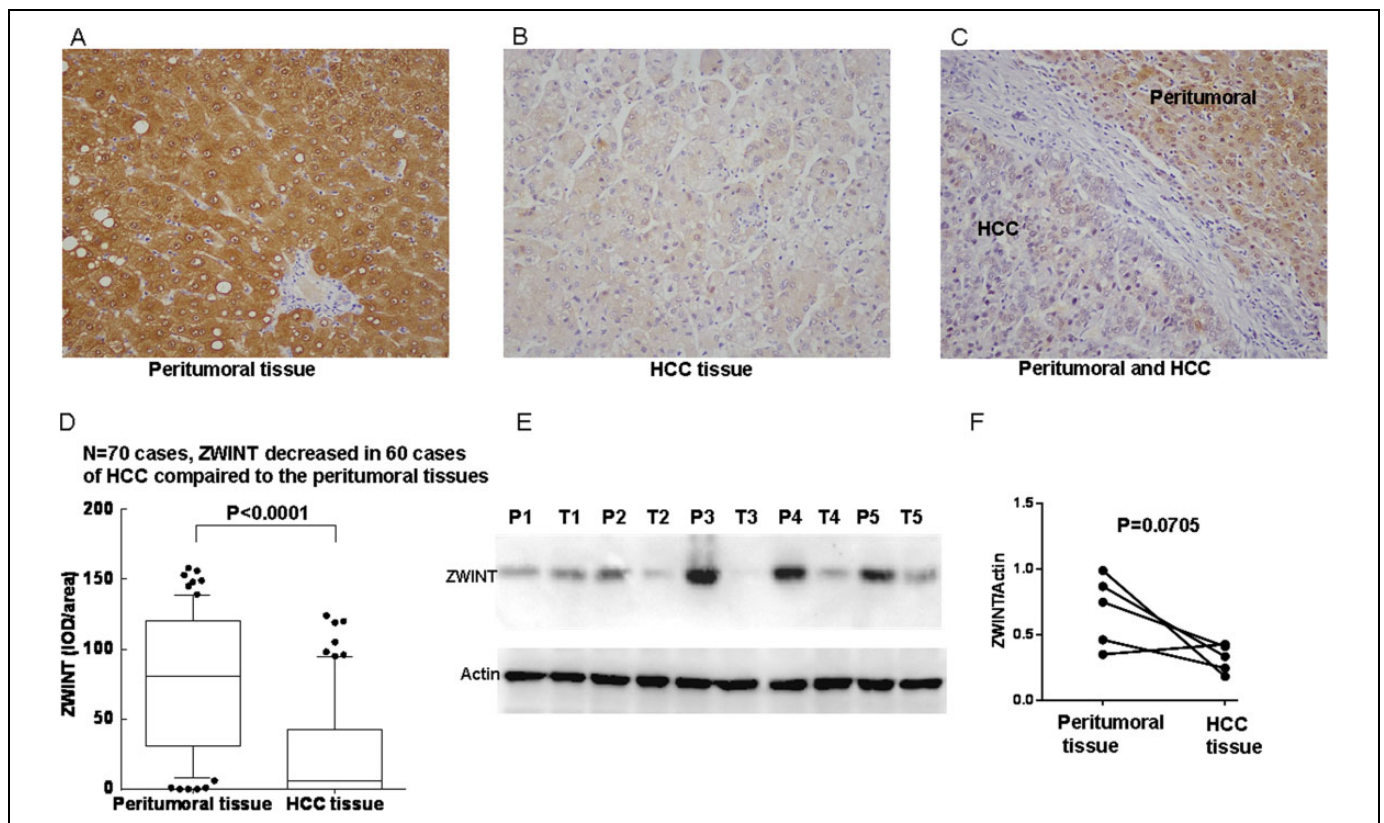 A
B
C
Peritumoral
HCC
Peritumoral tissue
HCC tissue
Peritumoral and HCC
D
N=70 cases, ZWINT decreased in 60 cases
of HCC compaired to the peritumoral tissues
P<0.0001
ZWINT (IOD/area)
200
150
100
50
0
Peritumoral tissue
HCC tissue
E
P1 T1 P2 T2 P3 T3 P4 T4 P5 T5
ZWINT
Actin
F
P=0.0705
ZWINT/Actin
1.5
1.0
0.5
0.0
Peritumoral
tissue
HCC
tissue